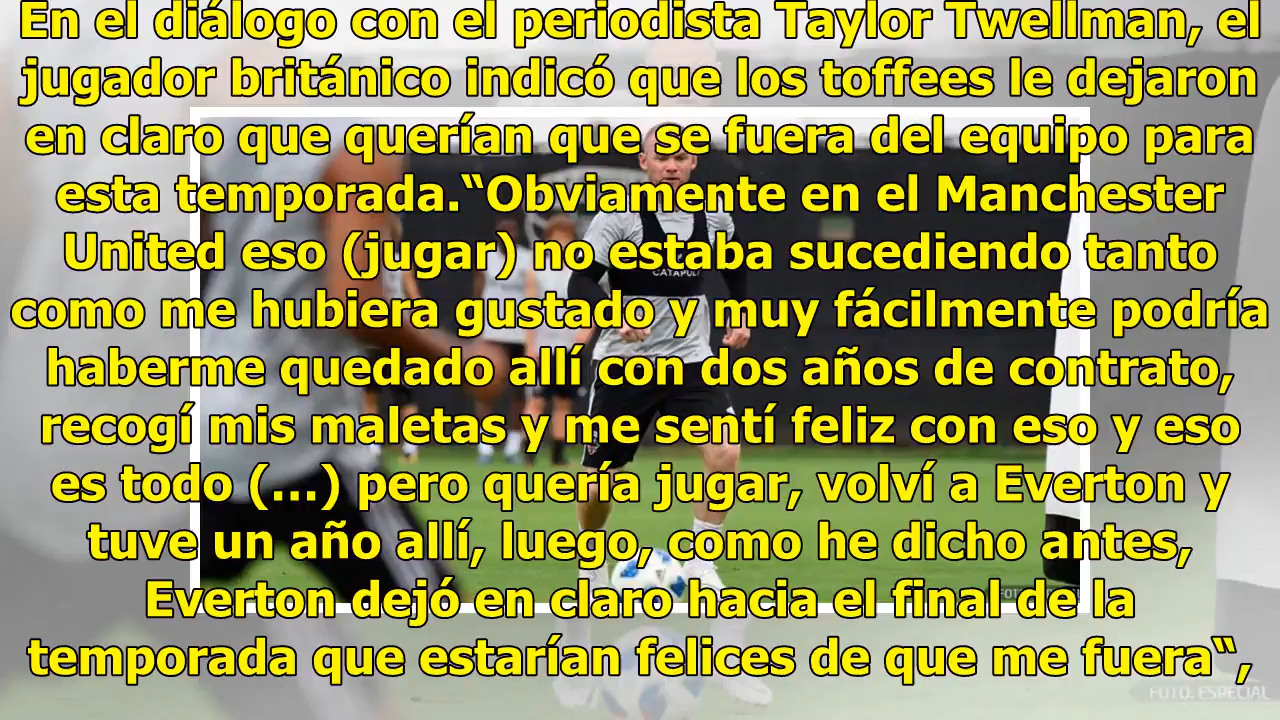 En el diálogo con el periodista Taylor Twellman, el
jugador británico indicó que los toffees le dejaron
en claro que querían que se fuera del equipo para
esta temporada.“Obviamente en el Manchester
United eso (jugar) no estaba sucediendo tanto
CATAPULT
como me hubiera gustado y muy fácilmente podría
haberme quedado allí con dos años de contrato,
recogí mis maletas y me sentí feliz con eso y eso
es todo (...) pero quería jugar, volví a Everton y
tuve un año allí, luego, como he dicho antes,
Everton dejó en claro hacia el final de la
temporada que estarían felices de que me fuera“,
FOTO: ESPECIAL